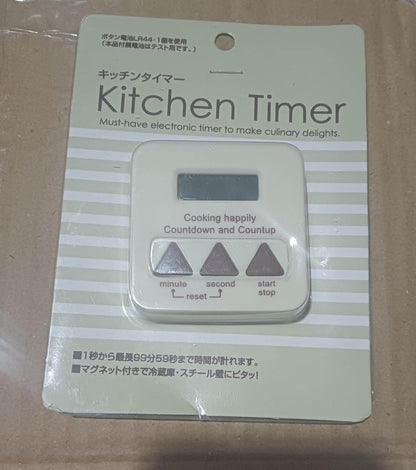 ボタン電池LR44・1個を使用
(本品付属電池はテスト用です。)
キッチンタイマー
Kitchen Timer
Must-have electronic timer to make culinary delights.
Cooking happily
Countdown and Countup
minute second start
reset stop
■1秒から最長99分59秒まで時間が計れます。
■マグネット付きで冷蔵庫・スチール壁にピタッ!